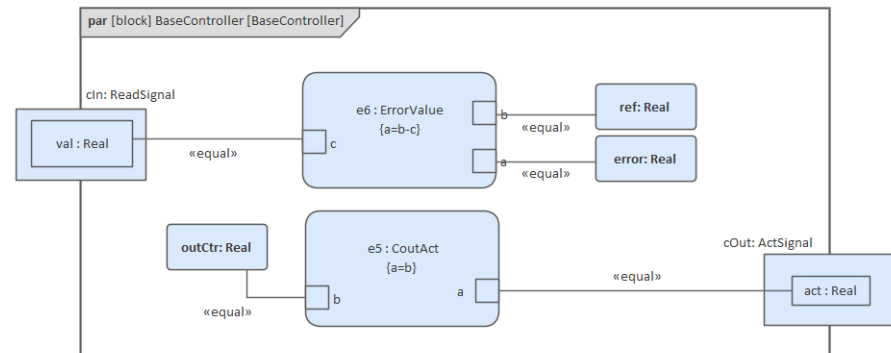 par [block] BaseController [BaseController]
cIn: ReadSignal
val : Real
«equal»
e6 : ErrorValue
{a=b-c}
c
b
a
«equal»
«equal»
ref: Real
error: Real
outCtr: Real
«equal»
e5 : CoutAct
{a=b}
b
a
«equal»
cOut: ActSignal
act : Real